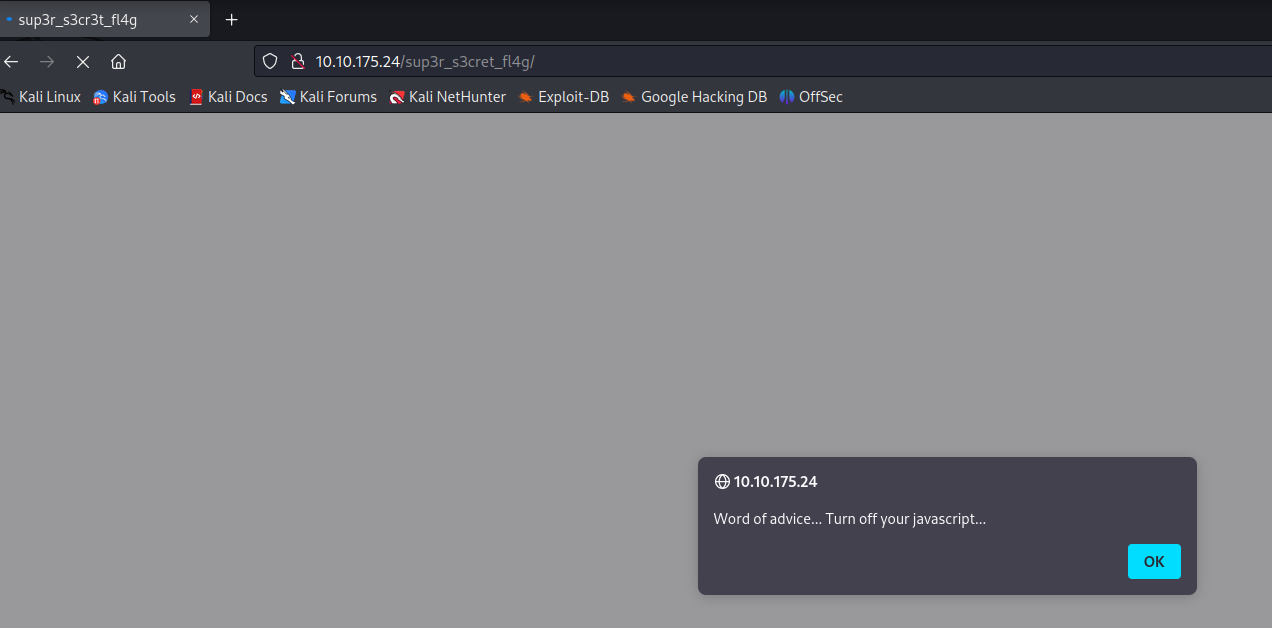 sup3r_s3cr3t_fl4g
10.10.175.24/sup3r_s3cret_fl4g/
Kali Linux Kali Tools Kali Docs Kali Forums Kali NetHunter Exploit-DB Google Hacking DB OffSec
10.10.175.24
Word of advice... Turn off your javascript...
OK